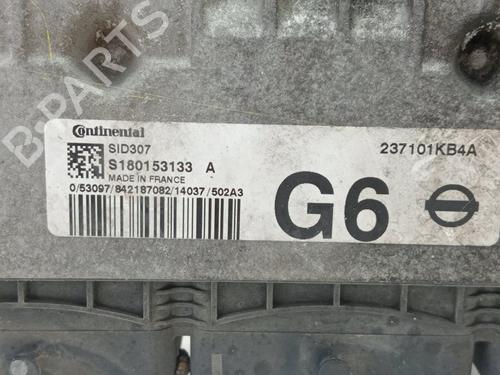 B-PARTS
Continental
SID307
237101KB4A
S180153133 A
MADE IN FRANCE
0/53097/842187082/14037/502A3
G6